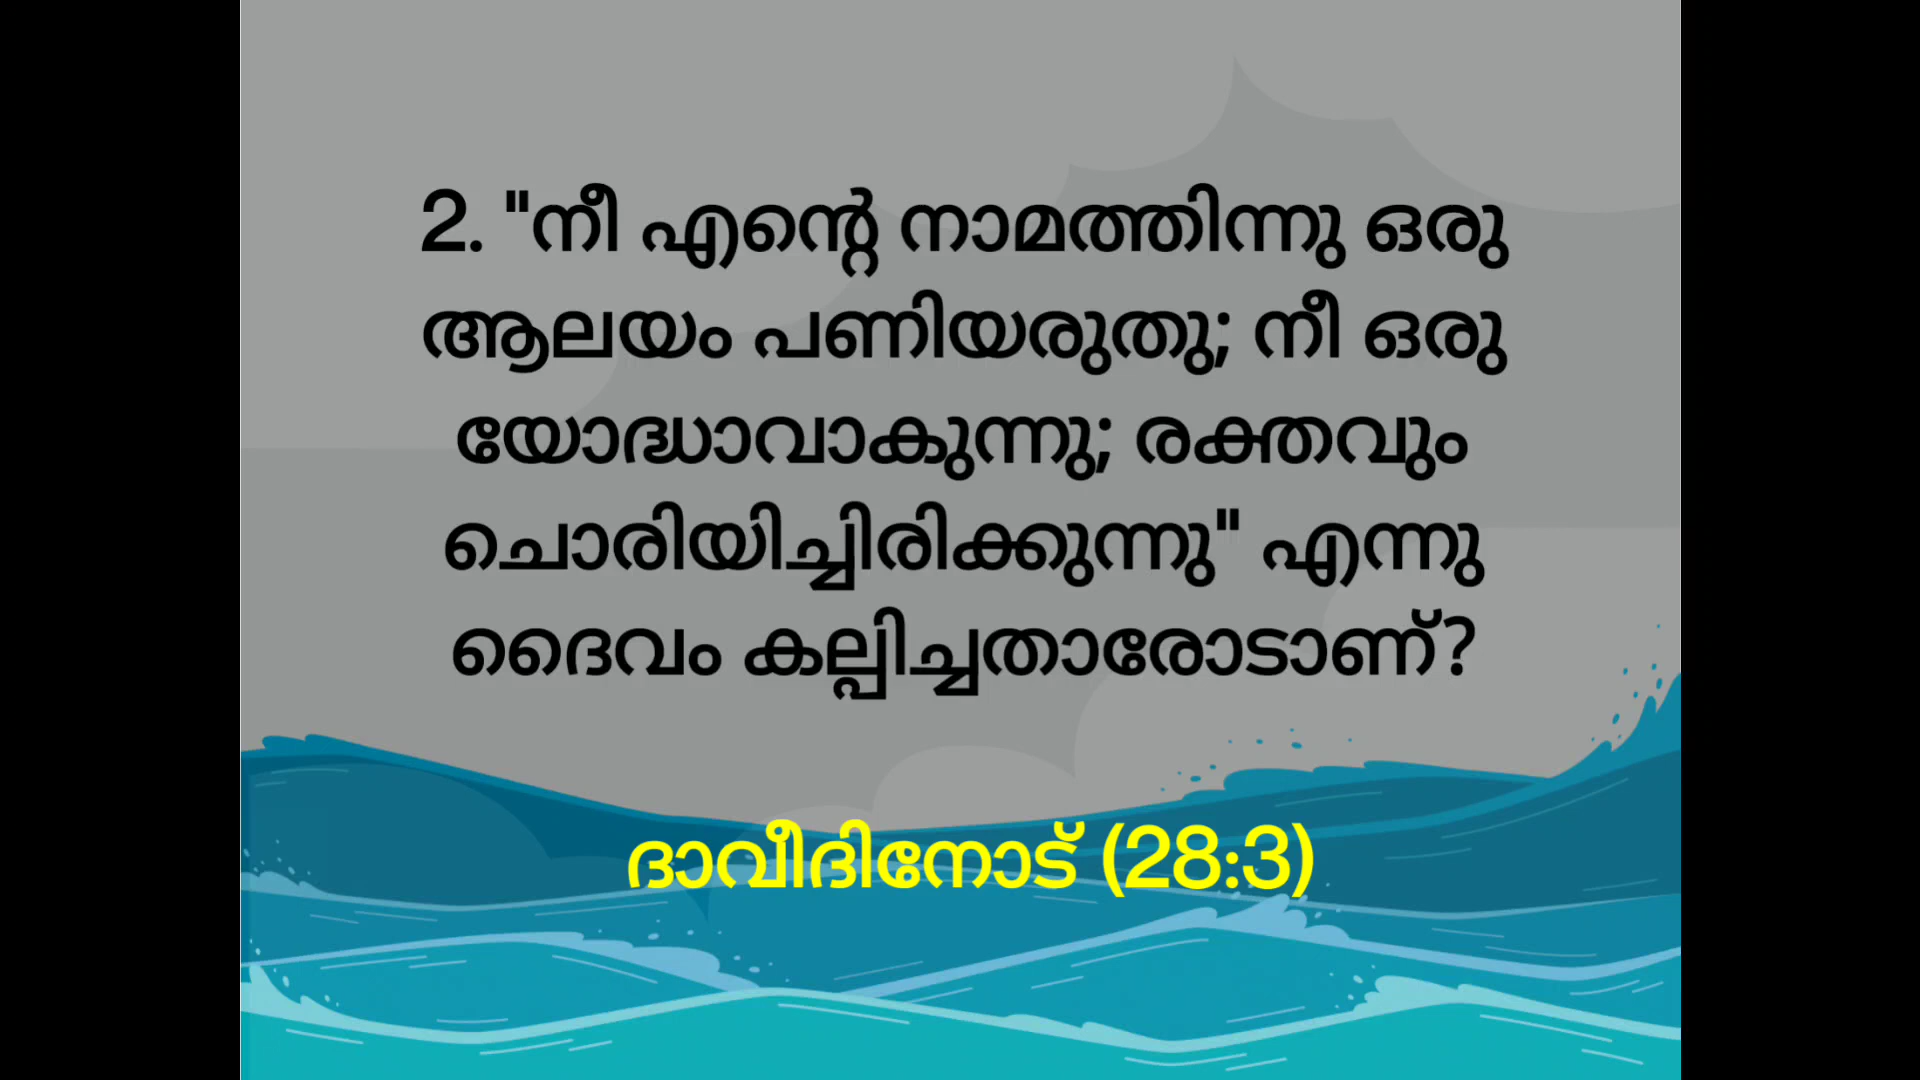 2. "നീ എന്റെ നാമത്തിന്നു ഒരു
ആലയം പണിയരുതു; നീ ഒരു
യോദ്ധാവാകുന്നു; രക്തവും
ചൊരിയിച്ചിരിക്കുന്നു" എന്നു
ദൈവം കല്പിച്ചതാരോടാണ്?
ദാവീദിനോട് (28:3)